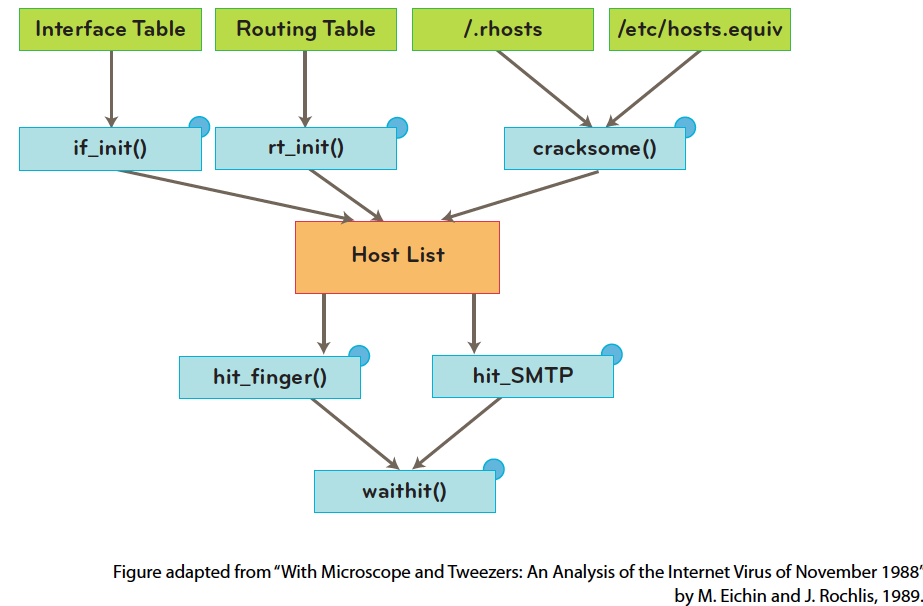 Interface Table
Routing Table
/.rhosts
/etc/hosts.equiv
if_init()
rt_init()
cracksome()
Host List
hit_finger()
hit_SMTP
waithit()
Figure adapted from “With Microscope and Tweezers: An Analysis of the Internet Virus of November 1988”
by M. Eichin and J. Rochlis, 1989.